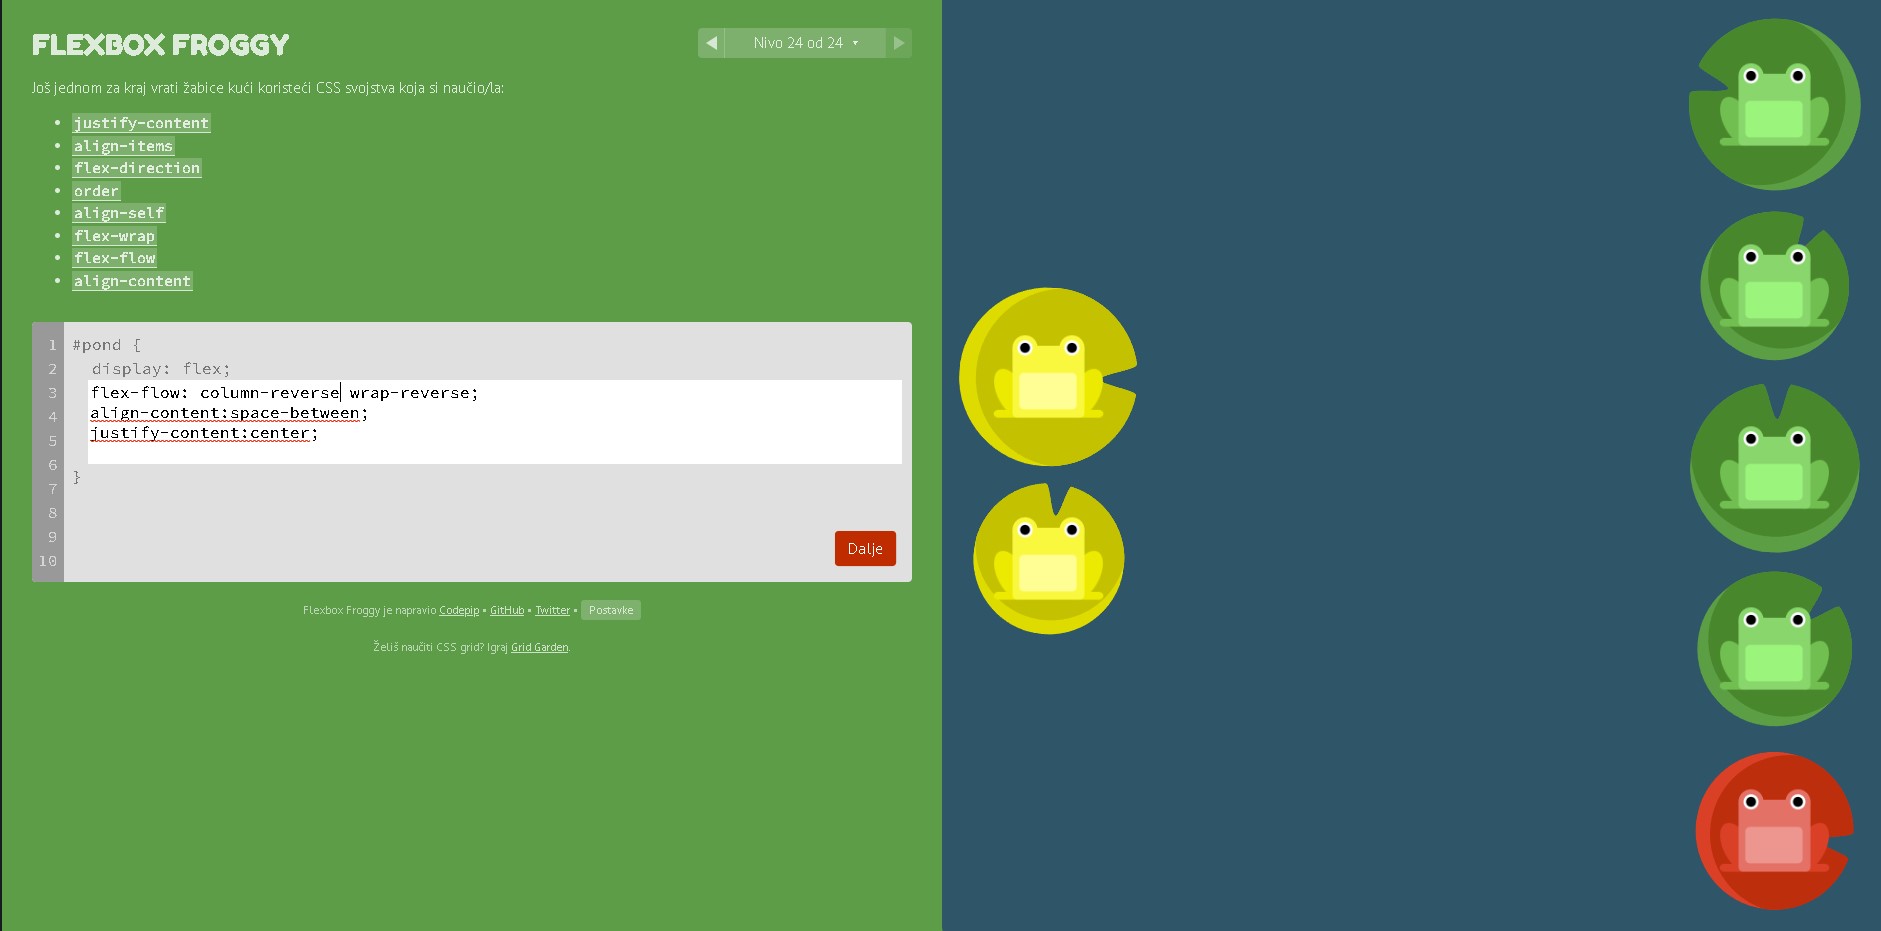 FLEXBOX FROGGY
◀ Nivo 24 od 24 ▾ ▶
Još jednom za kraj vrati žabice kući koristeći CSS svojstva koja si naučio/la:
• justify-content
• align-items
• flex-direction
• order
• align-self
• flex-wrap
• flex-flow
• align-content
1 #pond {
2 display: flex;
3 flex-flow: column-reverse wrap-reverse;
4 align-content:space-between;
5 justify-content:center;
6
7 }
8
9
10
Dalje
Flexbox Froggy je napravio Codepip • GitHub • Twitter • Postavke
Želiš naučiti CSS grid? Igraj Grid Garden.